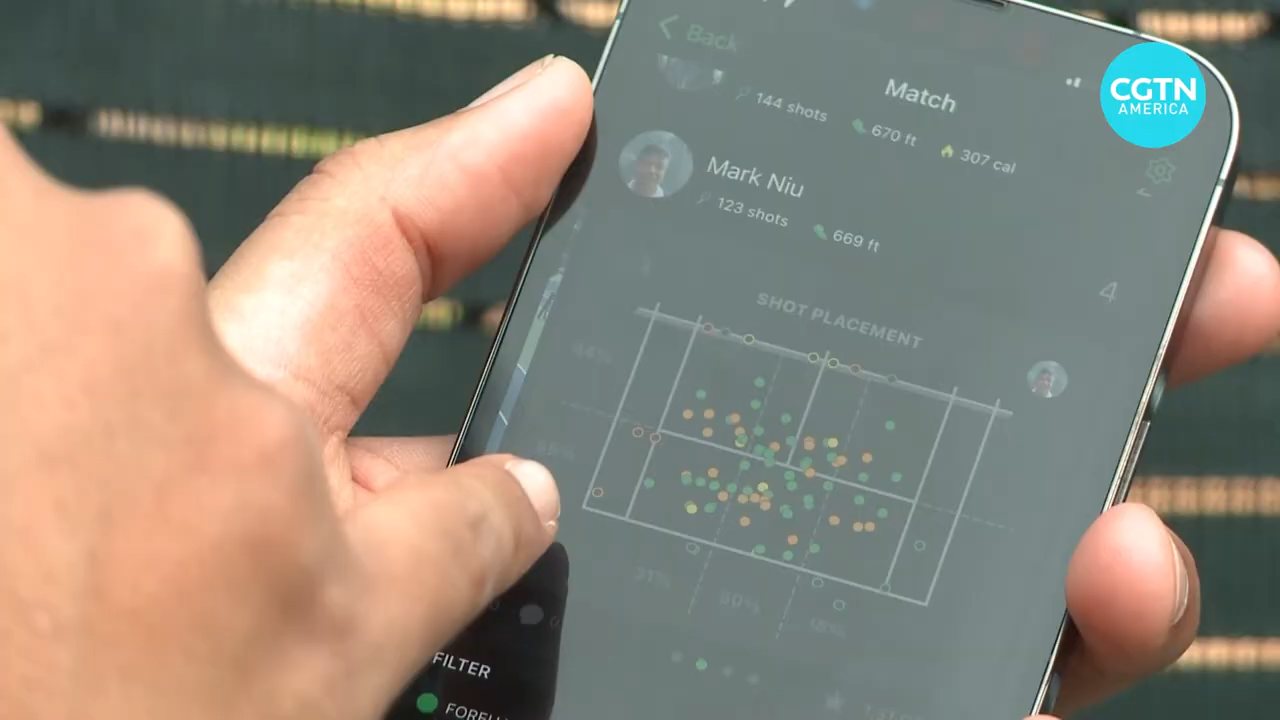 Back
Match
CGTN
AMERICA
144 shots
670 ft
307 cal
Mark Niu
123 shots
669 ft
4
SHOT PLACEMENT
FILTER